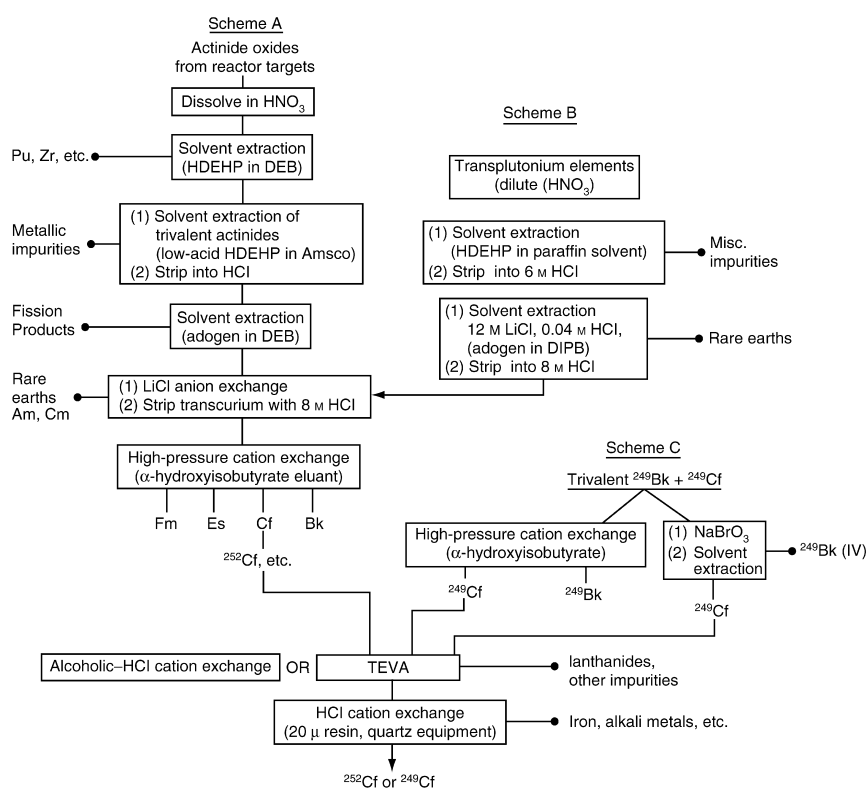 Scheme A
Actinide oxides
from reactor targets
Dissolve in HNO₃
Pu, Zr, etc.
Solvent extraction
(HDEHP in DEB)
Metallic
impurities
(1) Solvent extraction of
trivalent actinides
(low-acid HDEHP in Amsco)
(2) Strip into HCl
Fission
Products
Solvent extraction
(adogen in DEB)
Rare
earths
Am, Cm
(1) LiCl anion exchange
(2) Strip transcurium with 8 M HCl
High-pressure cation exchange
(α-hydroxyisobutyrate eluant)
Fm Es Cf Bk
²⁵²Cf, etc.
Scheme B
Transplutonium elements
(dilute (HNO₃)
(1) Solvent extraction
(HDEHP in paraffin solvent)
(2) Strip into 6 M HCl
Misc.
impurities
(1) Solvent extraction
12 M LiCl, 0.04 M HCl,
(adogen in DIPB)
(2) Strip into 8 M HCl
Rare earths
Scheme C
Trivalent ²⁴⁹Bk + ²⁴⁹Cf
High-pressure cation exchange
(α-hydroxyisobutyrate)
²⁴⁹Cf ²⁴⁹Bk
(1) NaBrO₃
(2) Solvent
extraction
²⁴⁹Bk (IV)
²⁴⁹Cf
Alcoholic–HCl cation exchange OR TEVA
lanthanides,
other impurities
HCl cation exchange
(20 μ resin, quartz equipment)
Iron, alkali metals, etc.
²⁵²Cf or ²⁴⁹Cf